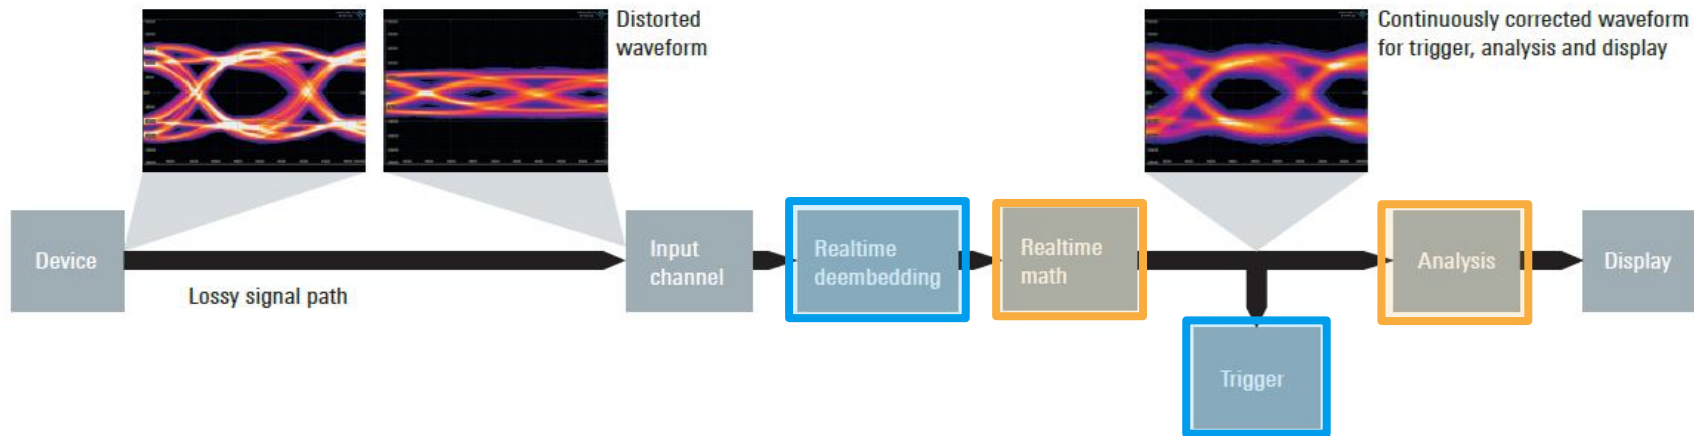 Distorted
waveform
Continuously corrected waveform
for trigger, analysis and display
Device
Lossy signal path
Input
channel
Realtime
deembedding
Realtime
math
Analysis
Display
Trigger